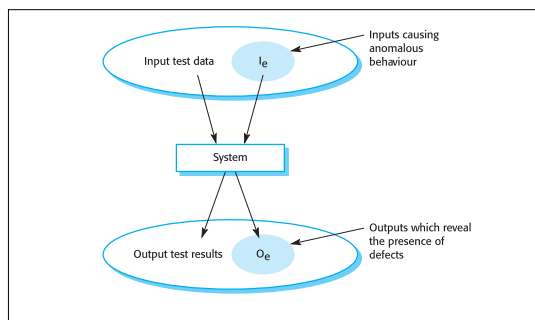 Inputs causing
anomalous
behaviour
Input test data
Ie
System
Outputs which reveal
the presence of
defects
Output test results
Oe